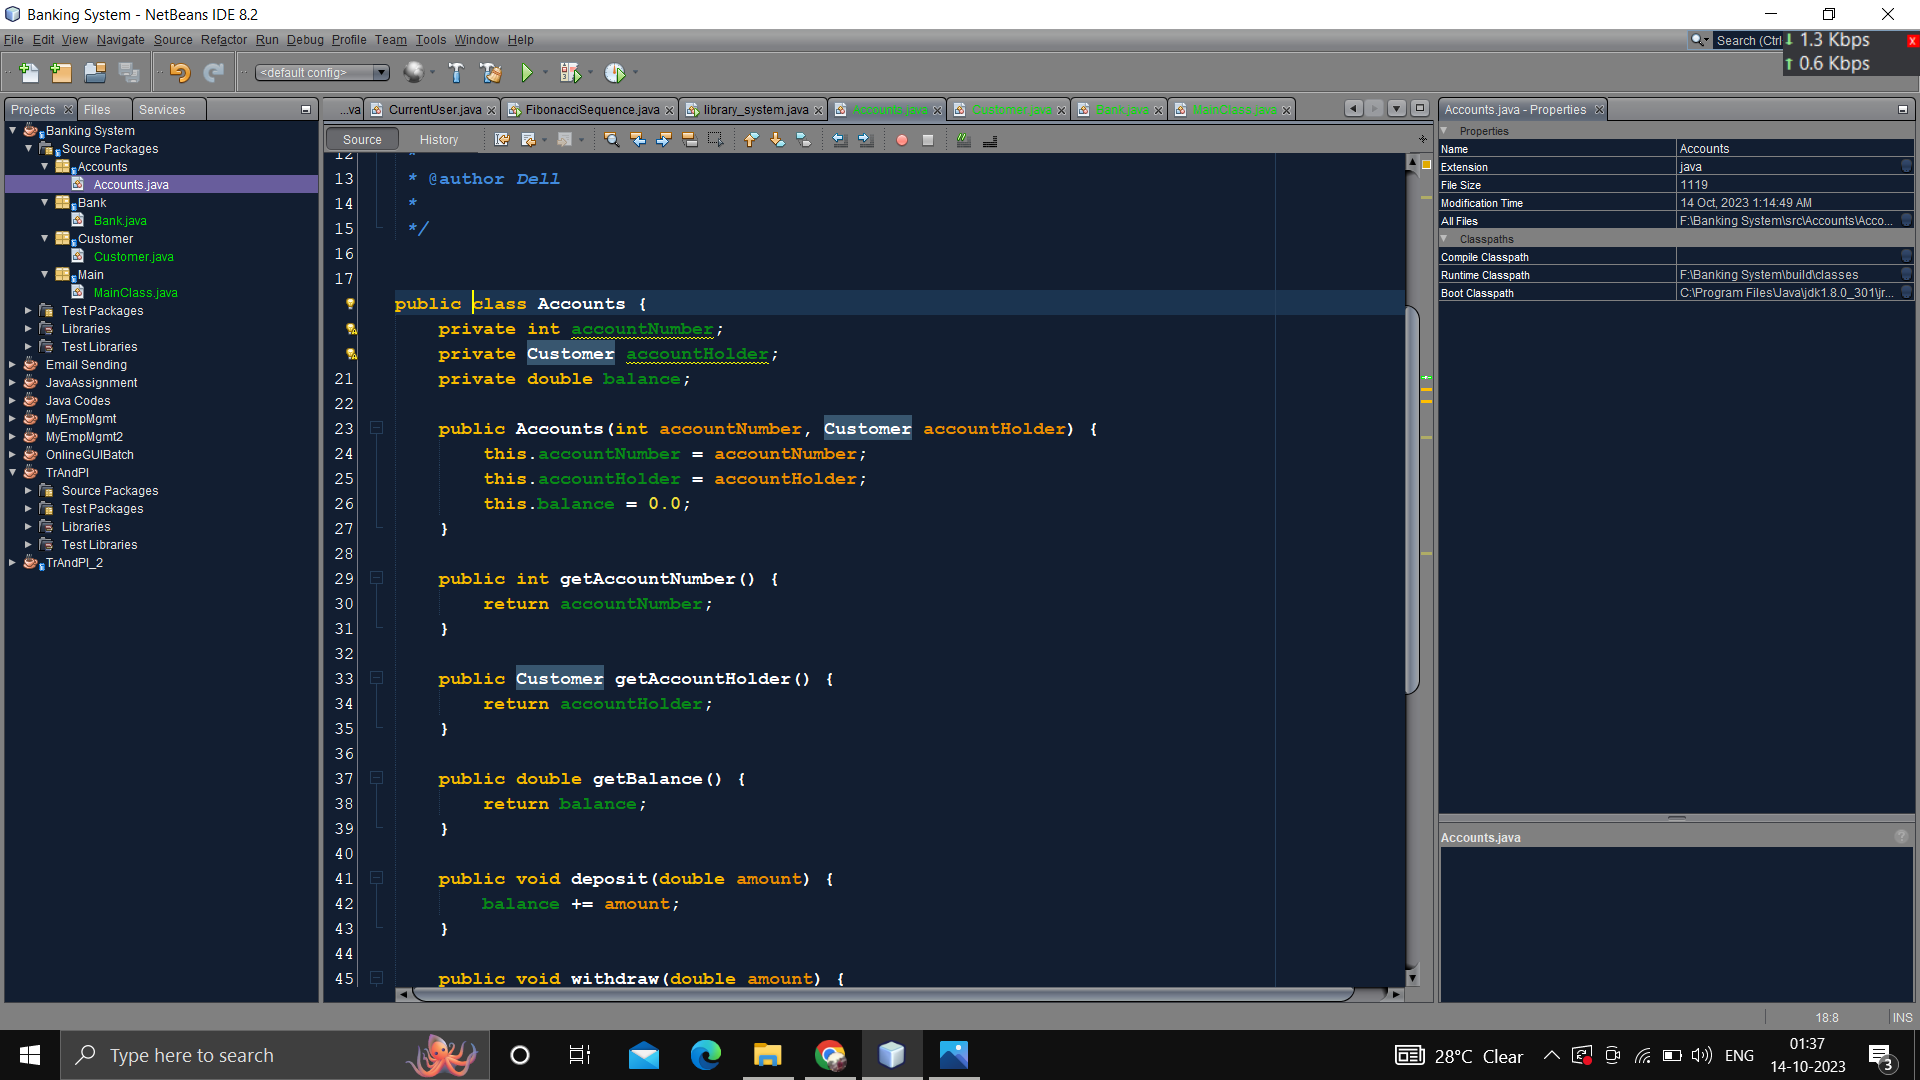 Banking System - NetBeans IDE 8.2
File Edit View Navigate Source Refactor Run Debug Profile Team Tools Window Help
Search (Ctrl
1.3 Kbps
0.6 Kbps
<default config>
Projects Files Services
...va CurrentUser.java FibonacciSequence.java library_system.java Accounts.java Customer.java Bank.java MainClass.java
Accounts.java - Properties
Source History
Banking System
Source Packages
Accounts
Accounts.java
Bank
Bank.java
Customer
Customer.java
Main
MainClass.java
Test Packages
Libraries
Test Libraries
Email Sending
JavaAssignment
Java Codes
MyEmpMgmt
MyEmpMgmt2
OnlineGUIBatch
TrAndPl
Source Packages
Test Packages
Libraries
Test Libraries
TrAndPl_2
12 *
13 * @author Dell
14 *
15 */
16
17
public class Accounts {
private int accountNumber;
private Customer accountHolder;
21 private double balance;
22
23 public Accounts(int accountNumber, Customer accountHolder) {
24 this.accountNumber = accountNumber;
25 this.accountHolder = accountHolder;
26 this.balance = 0.0;
27 }
28
29 public int getAccountNumber() {
30 return accountNumber;
31 }
32
33 public Customer getAccountHolder() {
34 return accountHolder;
35 }
36
37 public double getBalance() {
38 return balance;
39 }
40
41 public void deposit(double amount) {
42 balance += amount;
43 }
44
45 public void withdraw(double amount) {
Properties
Name Accounts
Extension java
File Size 1119
Modification Time 14 Oct, 2023 1:14:49 AM
All Files F:\Banking System\src\Accounts\Acco...
Classpaths
Compile Classpath
Runtime Classpath F:\Banking System\build\classes
Boot Classpath C:\Program Files\Java\jdk1.8.0_301\jr...
Accounts.java
18:8 INS
Type here to search
28°C Clear
ENG
01:37
14-10-2023
3